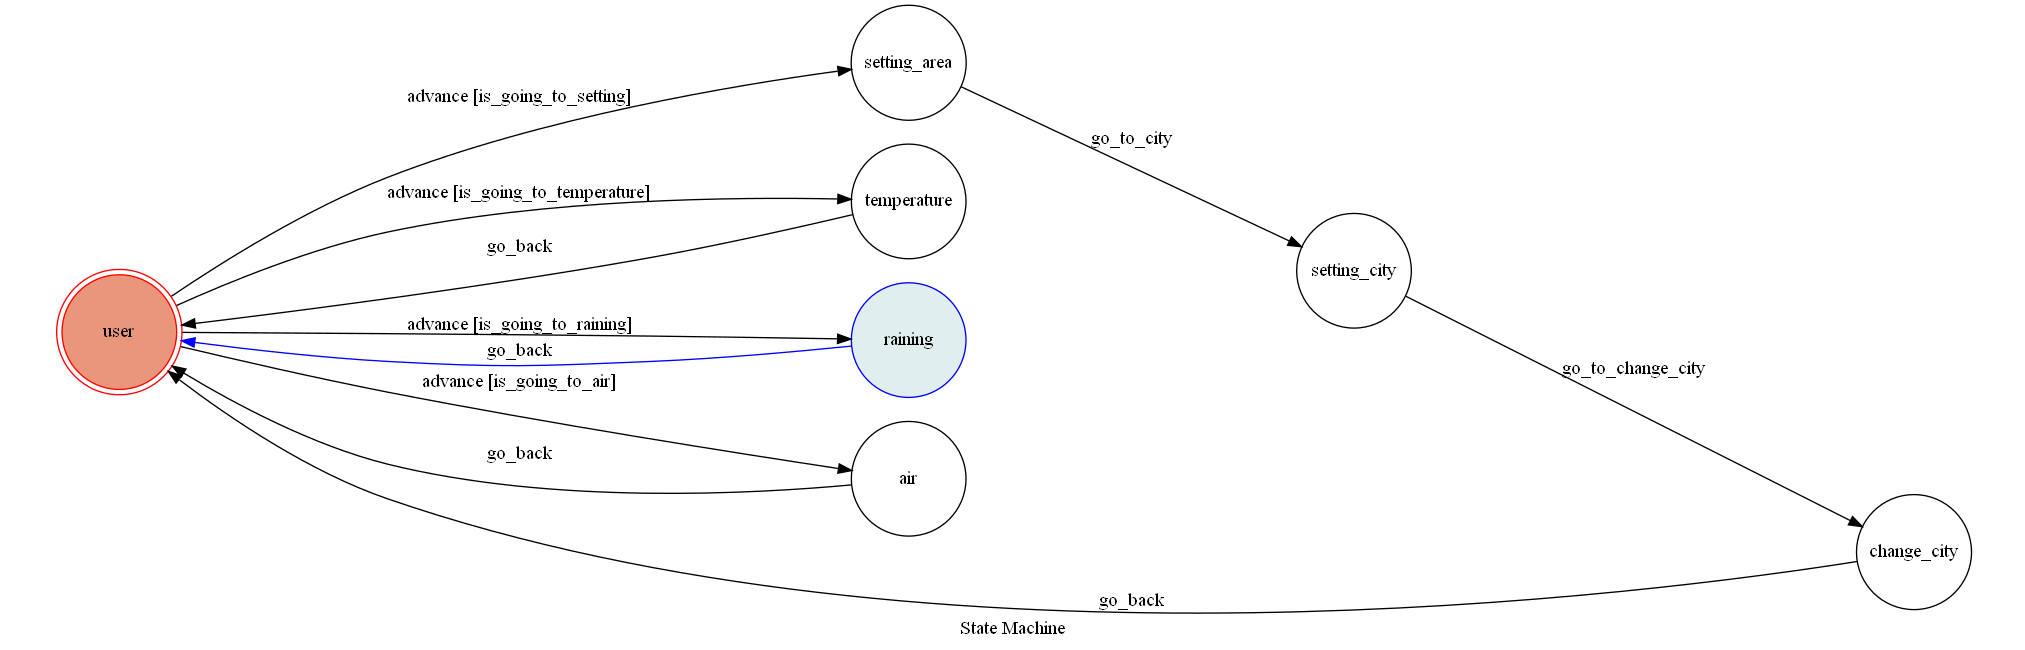 setting_area
advance [is_going_to_setting]
go_to_city
advance [is_going_to_temperature]
temperature
go_back
setting_city
advance [is_going_to_raining]
user
raining
go_back
go_to_change_city
advance [is_going_to_air]
go_back
air
change_city
go_back
State Machine